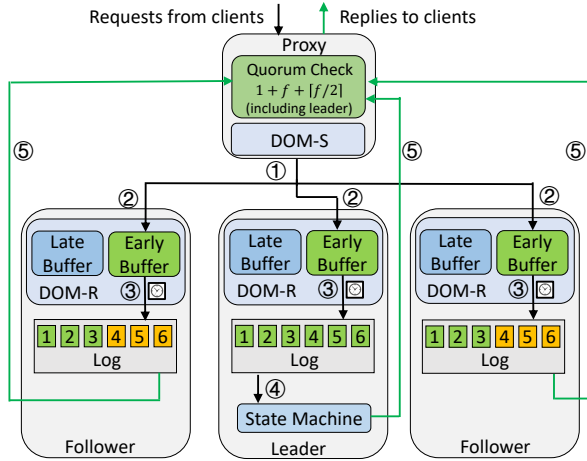 Requests from clients
Replies to clients
Proxy
Quorum Check
1 + f + ⌈f/2⌉
(including leader)
DOM-S
⑤
①
⑤
⑤
②
②
②
Late
Buffer
Early
Buffer
DOM-R
③
1 2 3 4 5 6
Log
Follower
Late
Buffer
Early
Buffer
DOM-R
③
1 2 3 4 5 6
Log
④
State Machine
Leader
Late
Buffer
Early
Buffer
DOM-R
③
1 2 3 4 5 6
Log
Follower